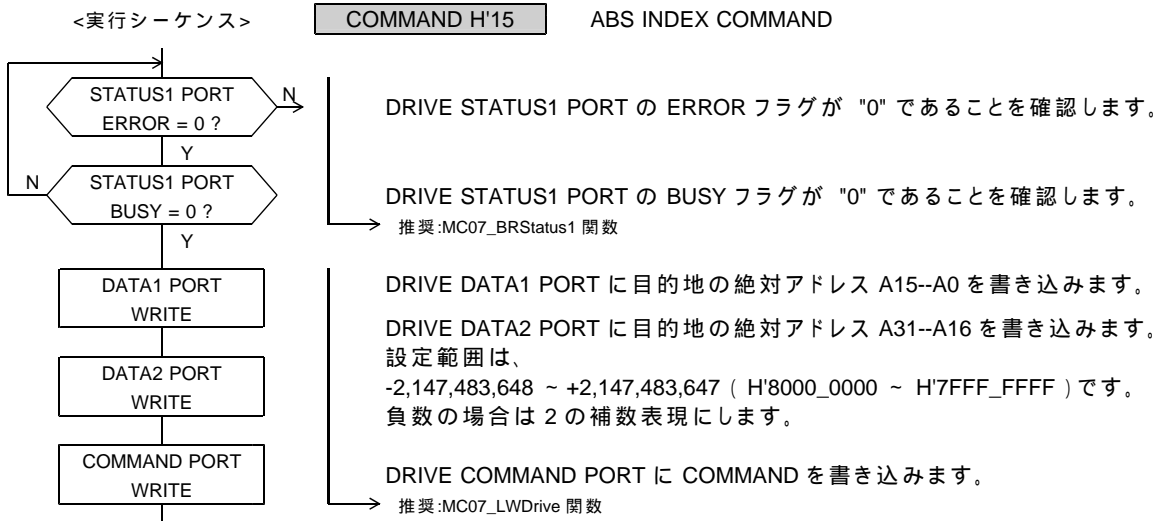 <実行シーケンス> COMMAND H'15 ABS INDEX COMMAND
STATUS1 PORT
ERROR = 0 ?
N
Y
DRIVE STATUS1 PORT の ERROR フラグが "0" であることを確認します。
N
STATUS1 PORT
BUSY = 0 ?
Y
DRIVE STATUS1 PORT の BUSY フラグが "0" であることを確認します。
推奨:MC07_BRStatus1 関数
DATA1 PORT
WRITE
DRIVE DATA1 PORT に目的地の絶対アドレス A15--A0 を書き込みます。
DATA2 PORT
WRITE
DRIVE DATA2 PORT に目的地の絶対アドレス A31--A16 を書き込みます。
設定範囲は、
-2,147,483,648 ~ +2,147,483,647 ( H'8000_0000 ~ H'7FFF_FFFF ) です。
負数の場合は 2 の補数表現にします。
COMMAND PORT
WRITE
DRIVE COMMAND PORT に COMMAND を書き込みます。
推奨:MC07_LWDrive 関数